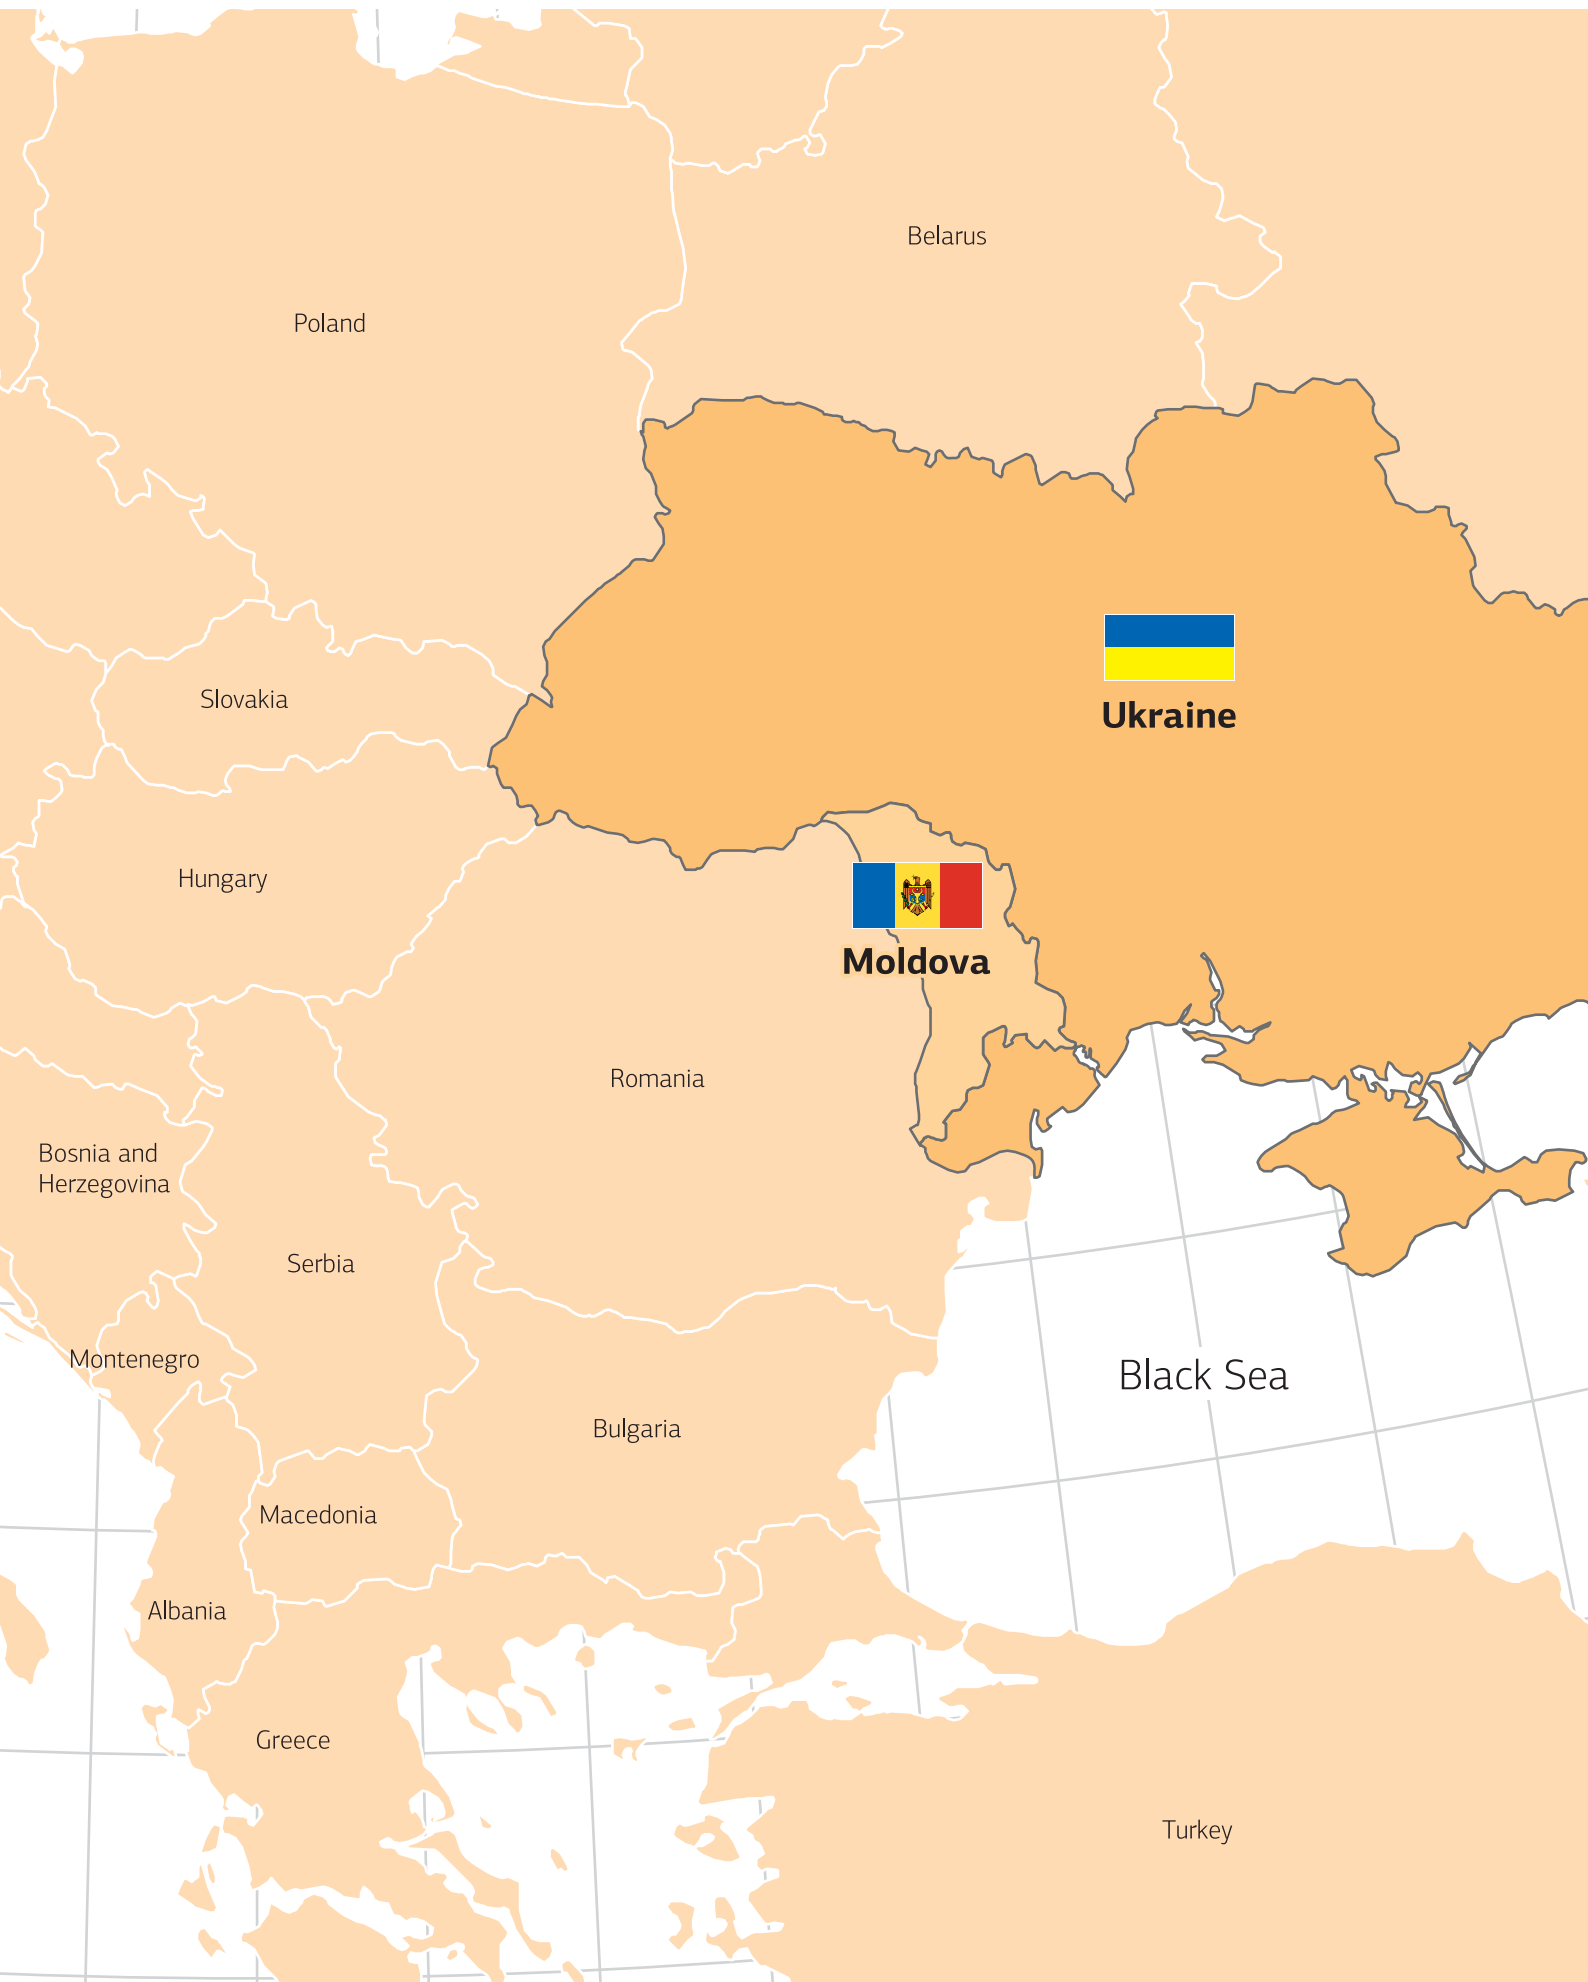 Belarus
Poland
Slovakia
Ukraine
Hungary
Moldova
Romania
Bosnia and
Herzegovina
Serbia
Montenegro
Black Sea
Bulgaria
Macedonia
Albania
Greece
Turkey